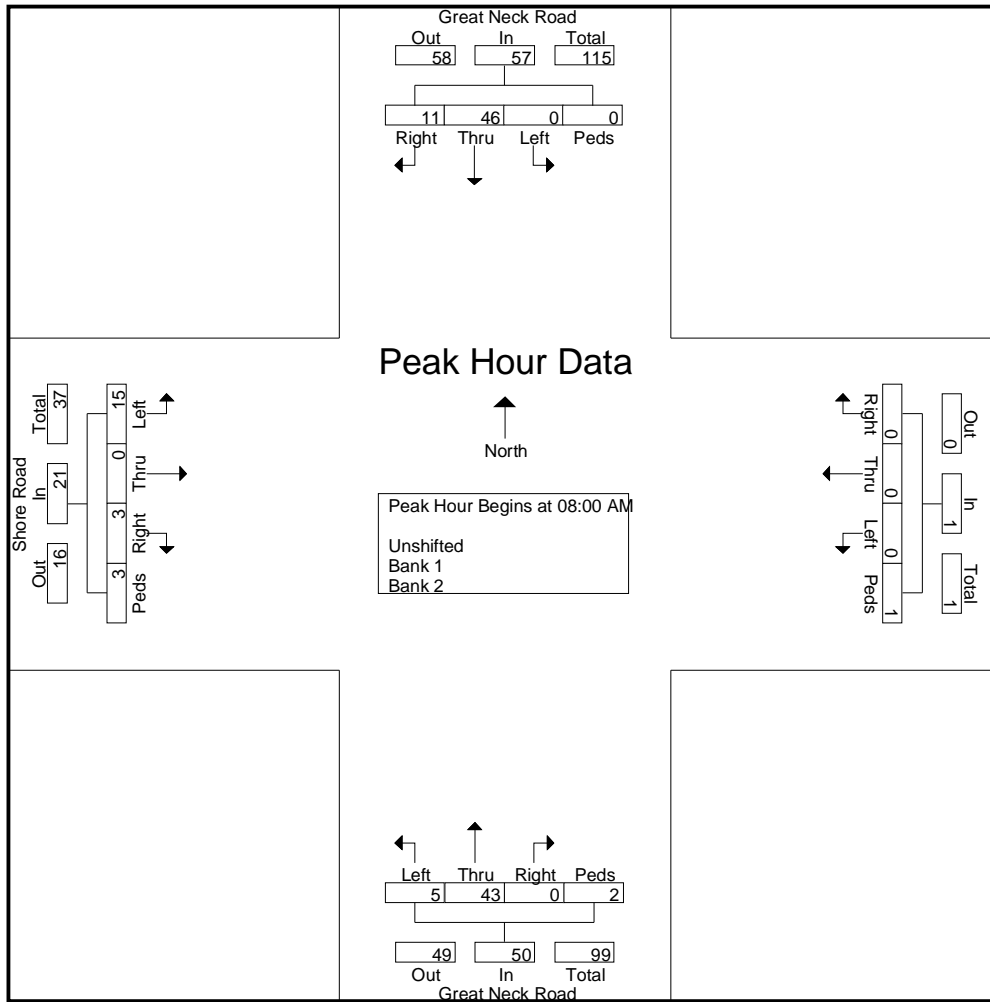 Great Neck Road
Out In Total
58 57 115
11 46 0 0
Right Thru Left Peds
Peak Hour Data
North
Peak Hour Begins at 08:00 AM
Unshifted
Bank 1
Bank 2
Shore Road
Out In Total
16 21 37
Left Thru Right Peds
15 0 3 3
Right Thru Left Peds
0 0 0 1
Out In Total
0 1 1
Left Thru Right Peds
5 43 0 2
49 50 99
Out In Total
Great Neck Road